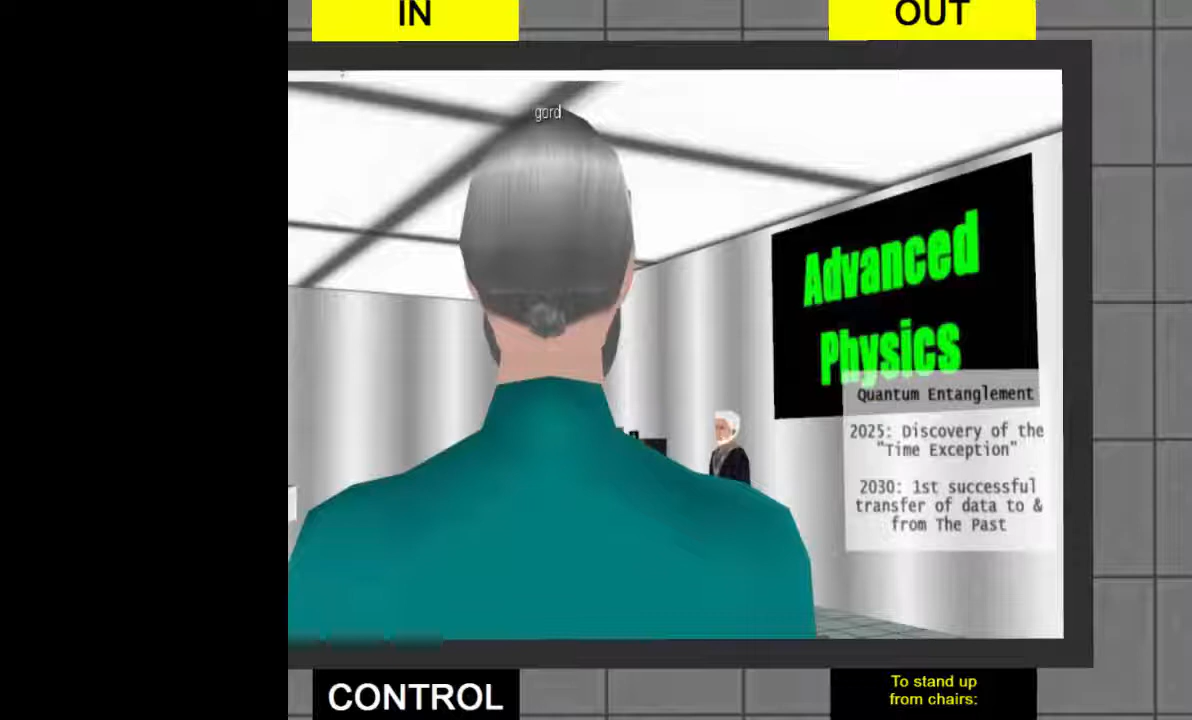 IN
OUT
gord
Advanced
Physics
Quantum Entanglement
2025: Discovery of the
"Time Exception"
2030: 1st successful
transfer of data to &
from The Past
CONTROL
To stand up
from chairs: